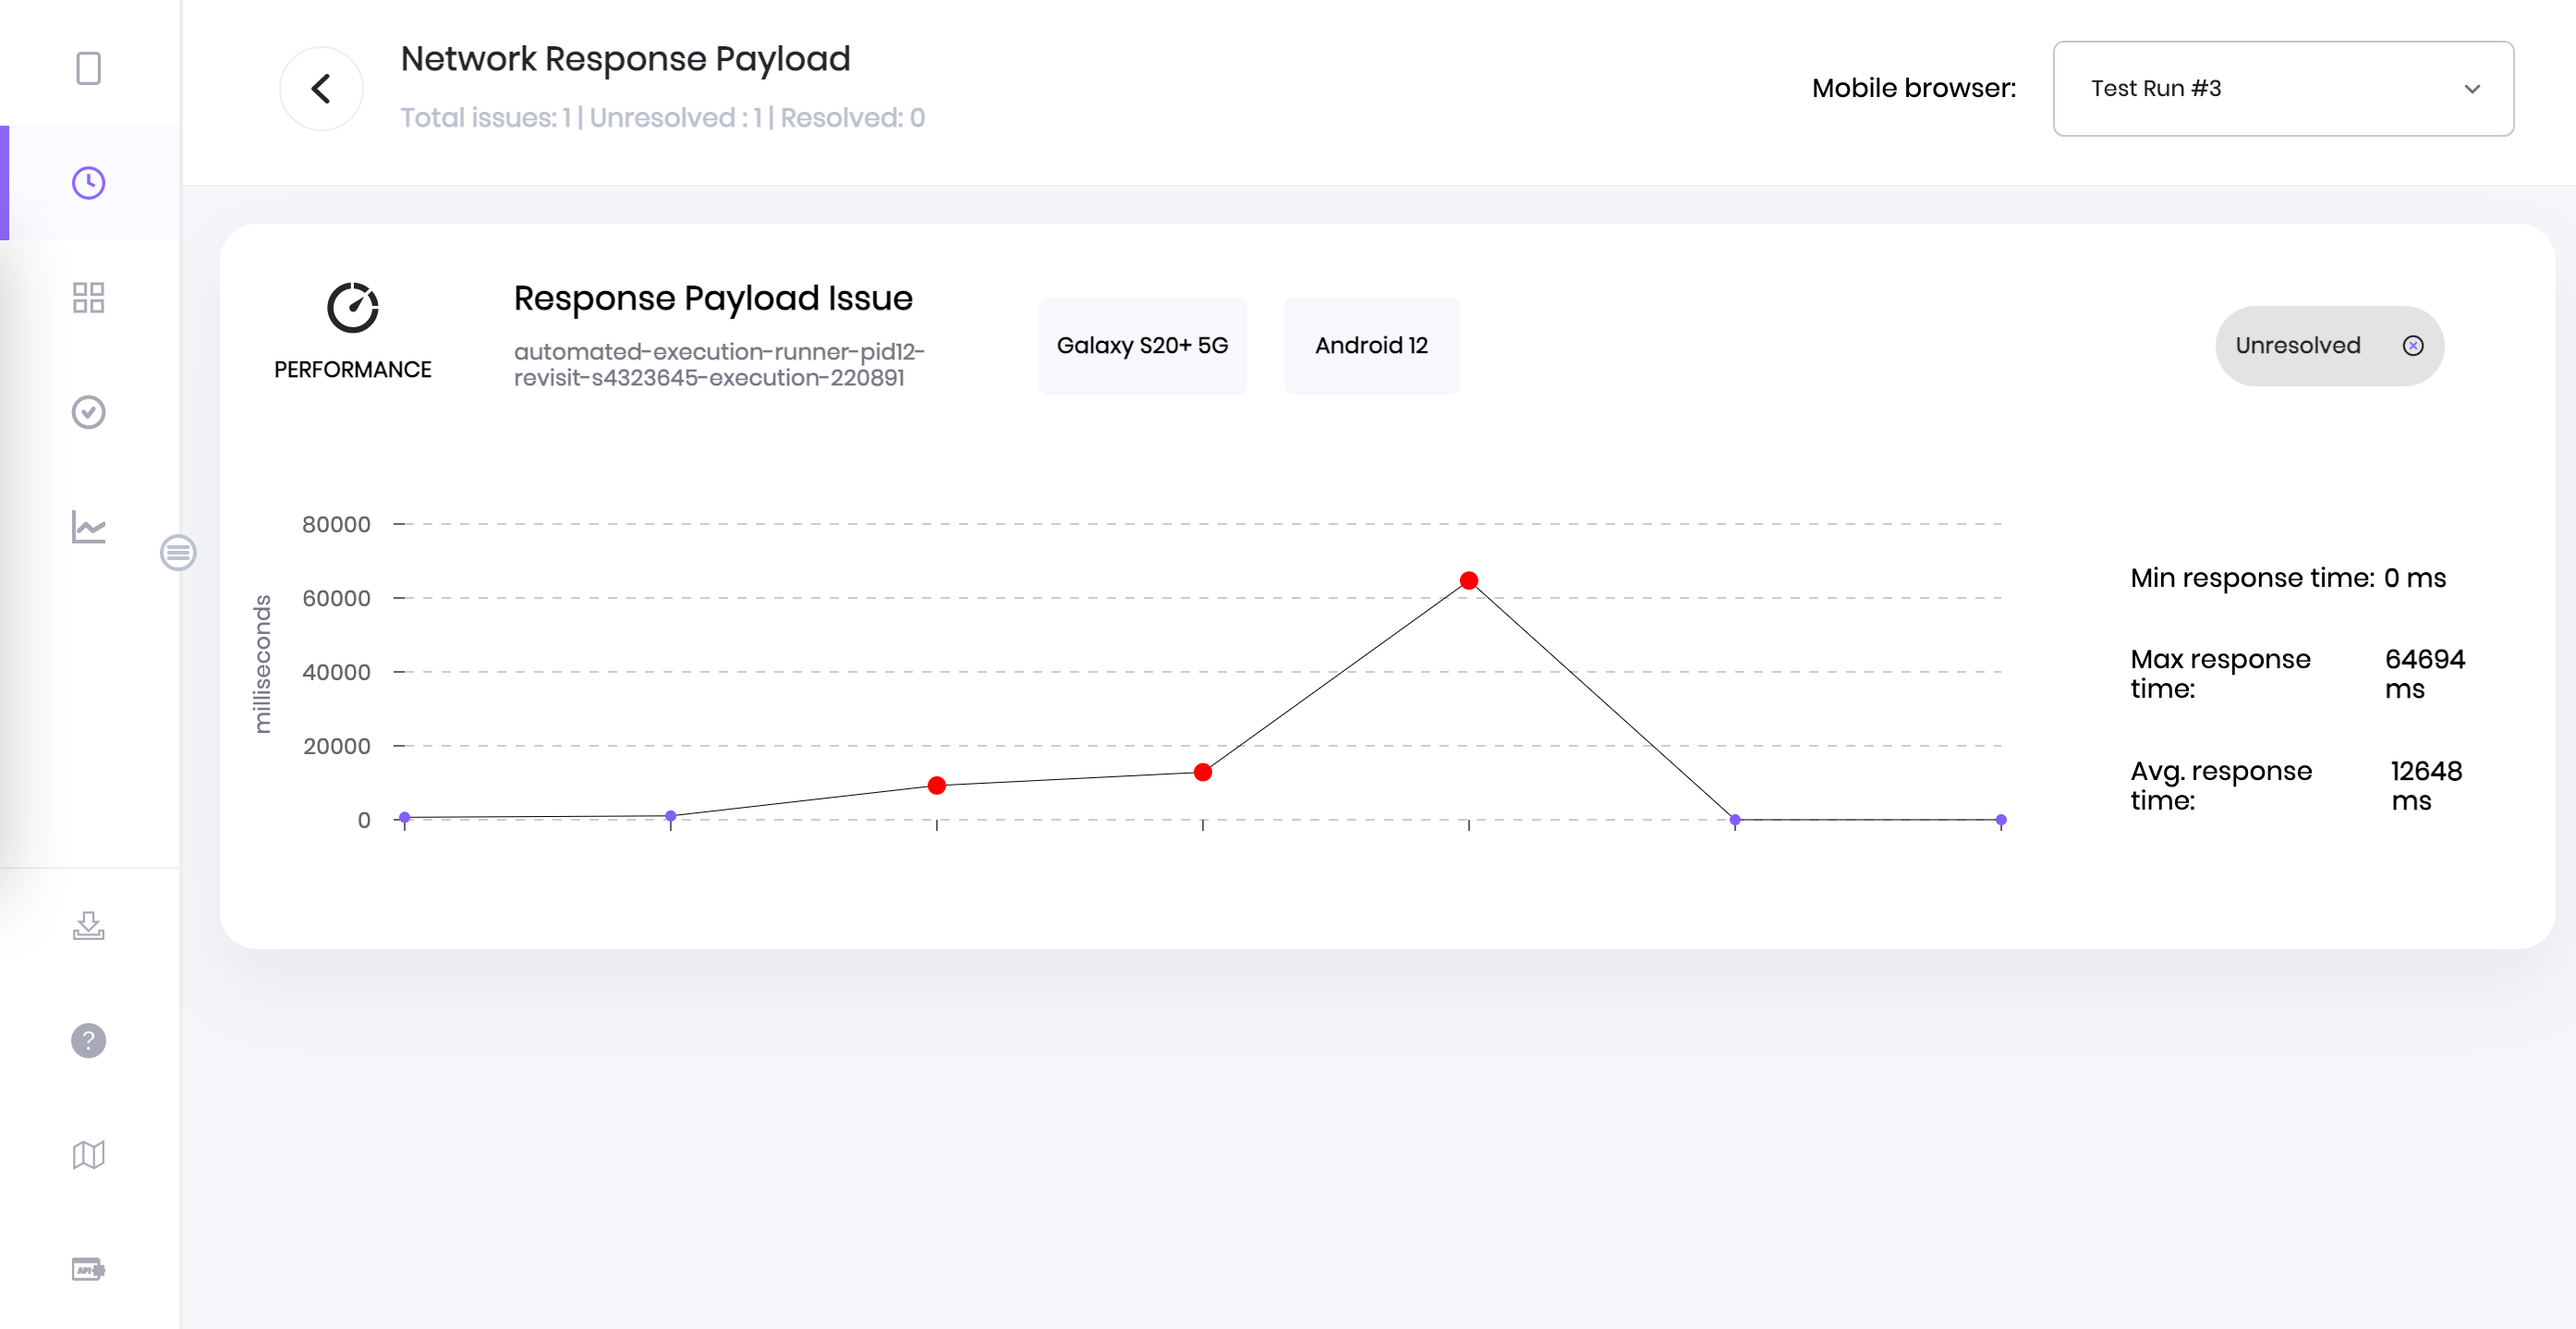 Network Response Payload
Total issues: 1 | Unresolved : 1 | Resolved: 0
Mobile browser:
Test Run #3
PERFORMANCE
Response Payload Issue
automated-execution-runner-pid12-
revisit-s4323645-execution-220891
Galaxy S20+ 5G
Android 12
Unresolved
milliseconds
80000
60000
40000
20000
0
Min response time: 0 ms
Max response time: 64694 ms
Avg. response time: 12648 ms
?
API